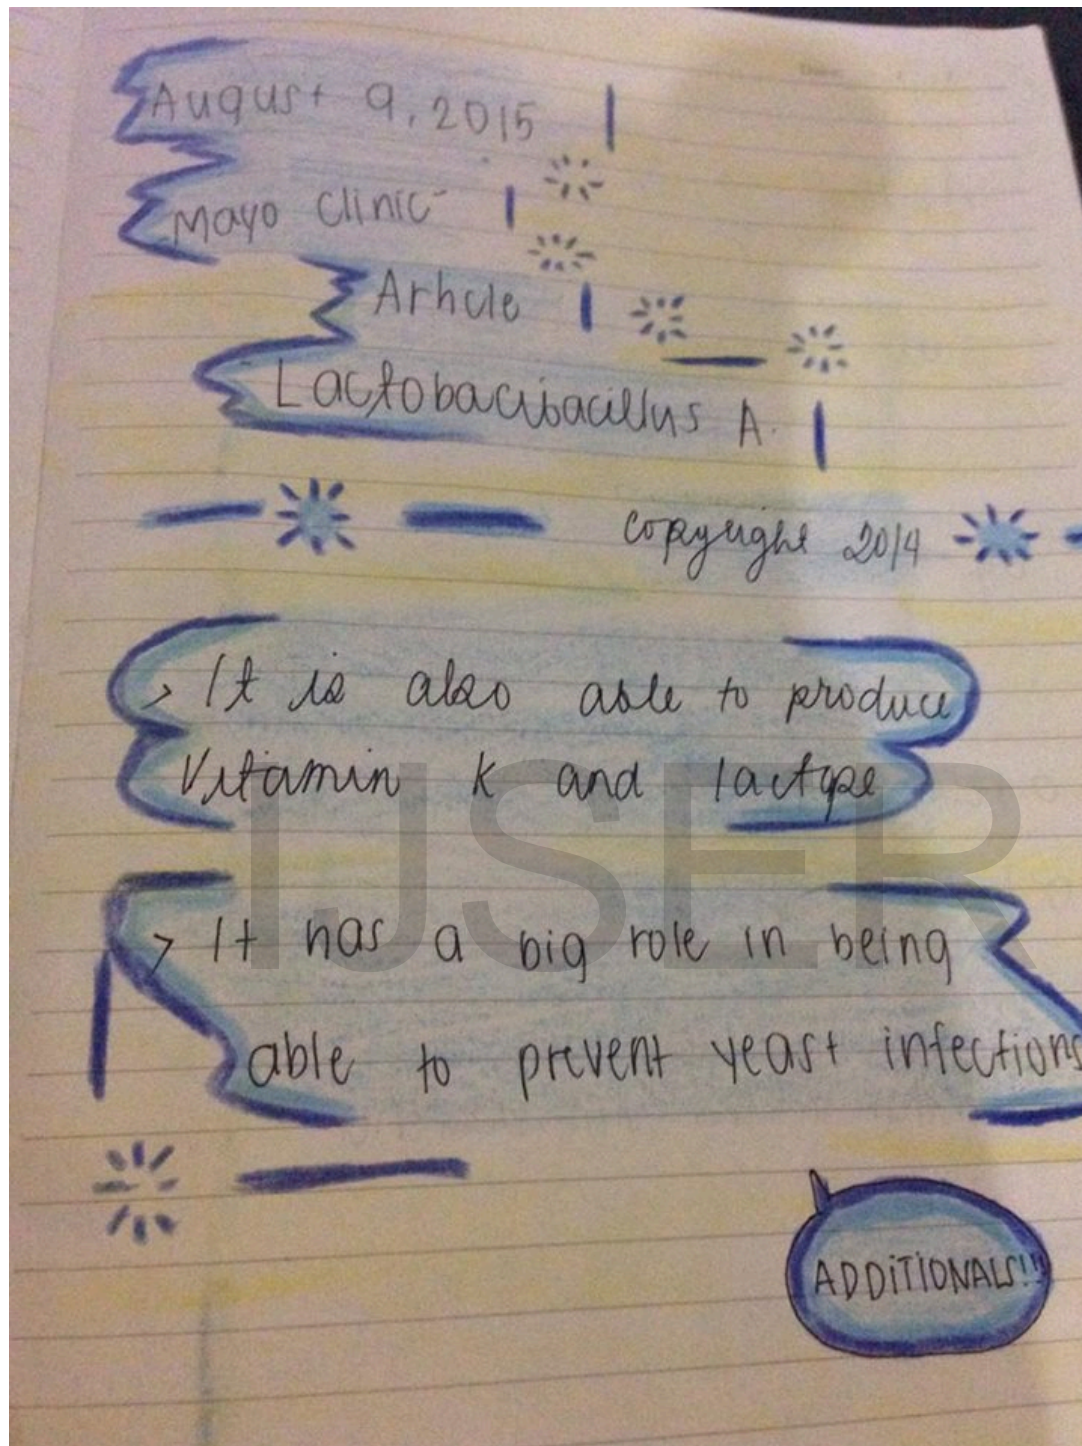 August 9, 2015
Mayo Clinic
Article
Lactobacibacillus A.
copyright 2014
> It is also able to produce
Vitamin K and lactose
> It has a big role in being
able to prevent yeast infections
ADDiTiONALS!!!
IJSER